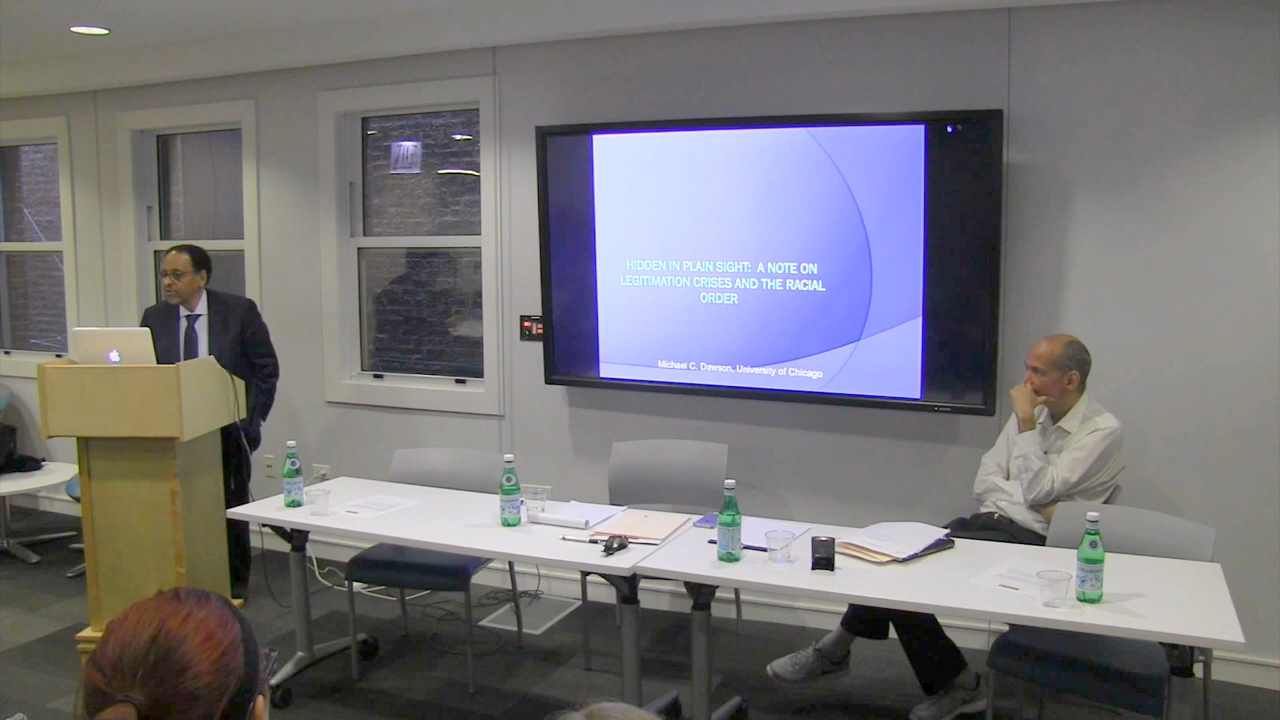 HIDDEN IN PLAIN SIGHT: A NOTE ON
LEGITIMATION CRISES AND THE RACIAL
ORDER
Michael C. Dawson, University of Chicago